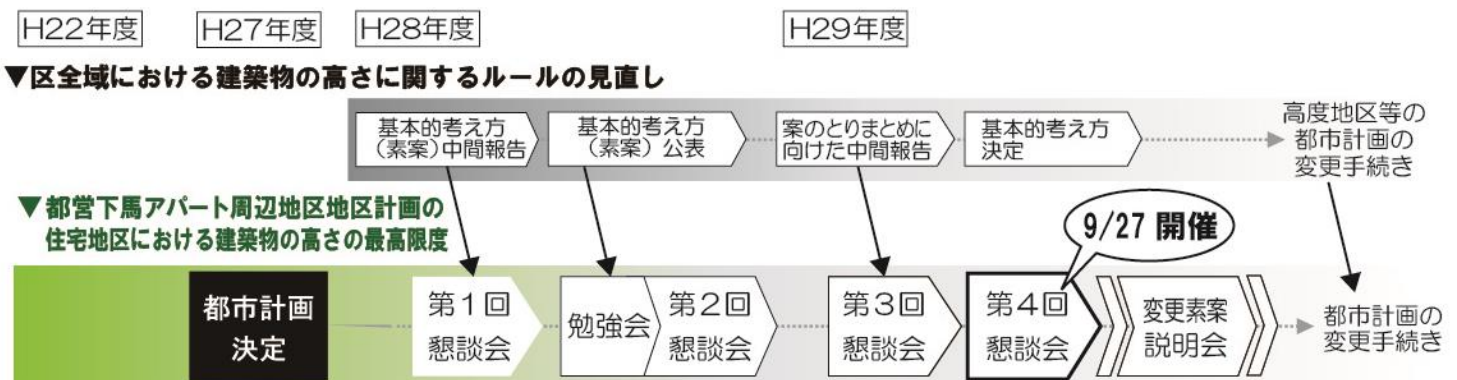 H22年度
H27年度
H28年度
H29年度
▼区全域における建築物の高さに関するルールの見直し
基本的考え方
(素案)中間報告
基本的考え方
(素案)公表
案のとりまとめに
向けた中間報告
基本的考え方
決定
高度地区等の
都市計画の
変更手続き
▼都営下馬アパート周辺地区地区計画の
住宅地区における建築物の高さの最高限度
9/27 開催
都市計画
決定
第1回
懇談会
勉強会
第2回
懇談会
第3回
懇談会
第4回
懇談会
変更素案
説明会
都市計画の
変更手続き